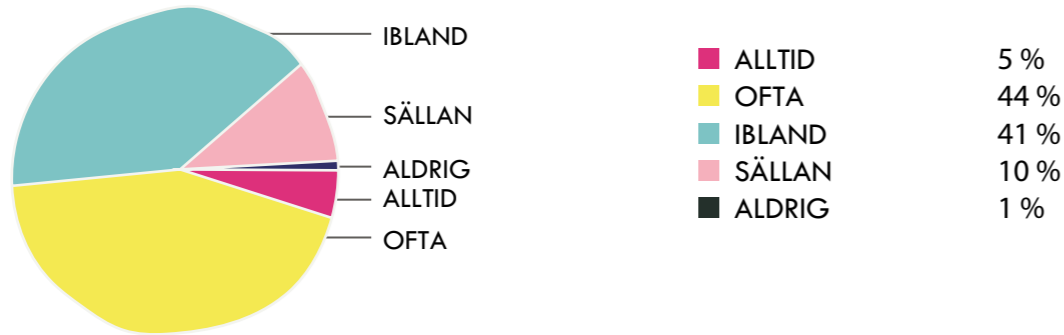 IBLAND
SÄLLAN
ALDRIG
ALLTID
OFTA
ALLTID 5 %
OFTA 44 %
IBLAND 41 %
SÄLLAN 10 %
ALDRIG 1 %